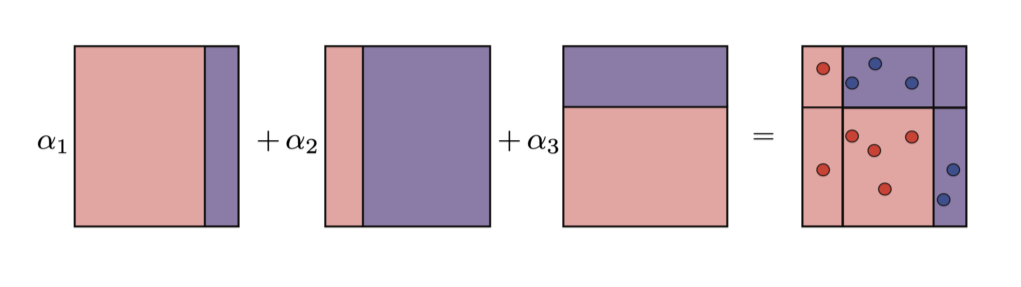 α₁ + α₂ + α₃ =